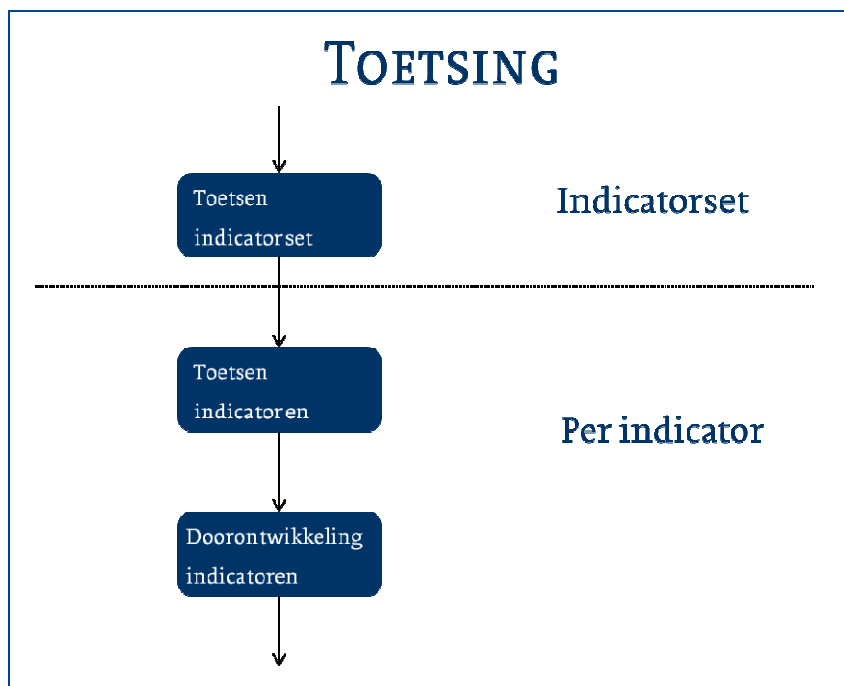 TOETSING
Toetsen
indicatorset
Indicatorset
Toetsen
indicatoren
Per indicator
Doorontwikkeling
indicatoren